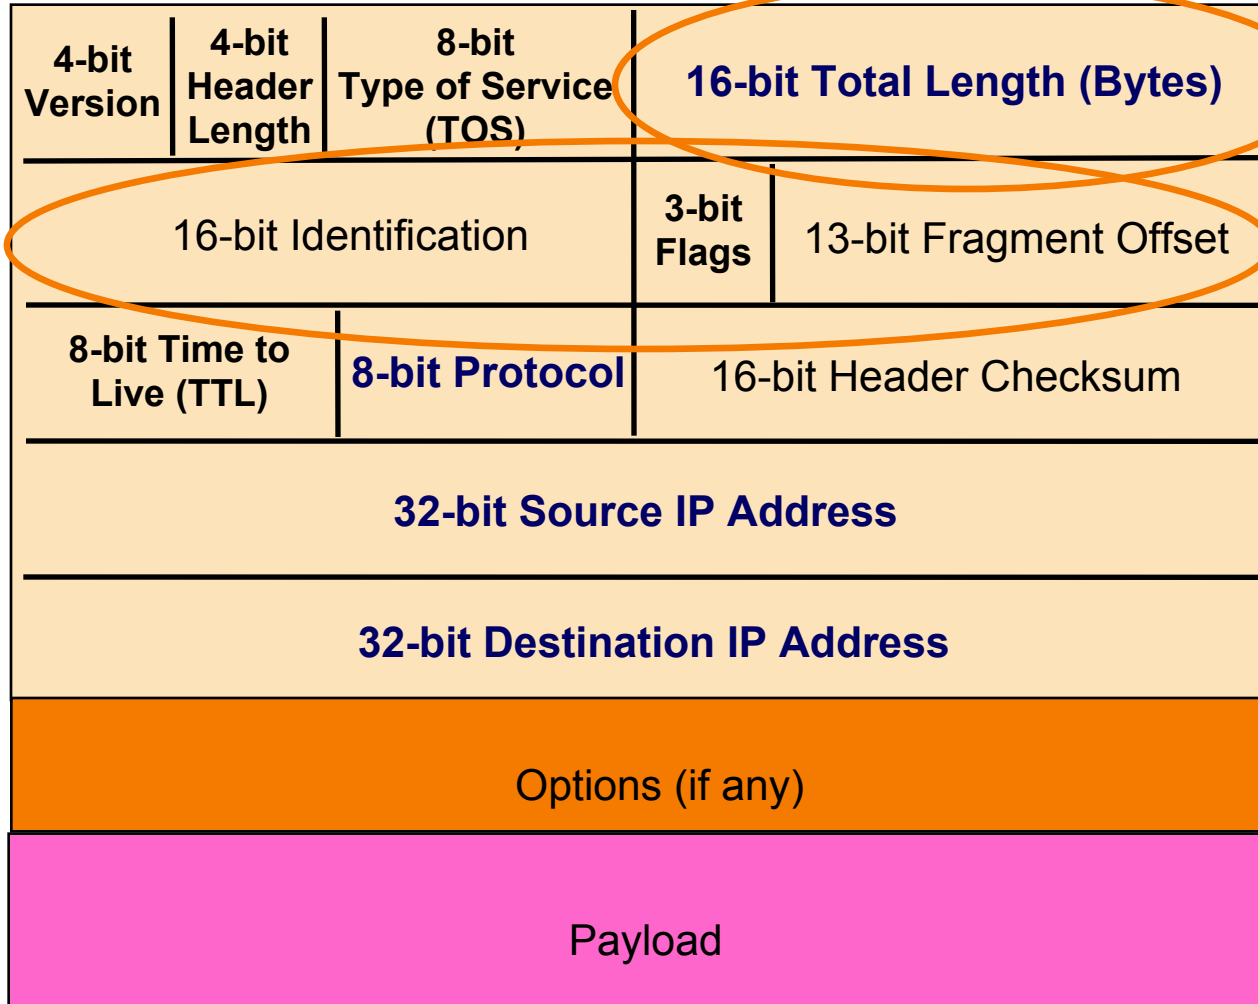 4-bit
Version
4-bit
Header
Length
8-bit
Type of Service
(TOS)
16-bit Total Length (Bytes)
16-bit Identification
3-bit
Flags
13-bit Fragment Offset
8-bit Time to
Live (TTL)
8-bit Protocol
16-bit Header Checksum
32-bit Source IP Address
32-bit Destination IP Address
Options (if any)
Payload